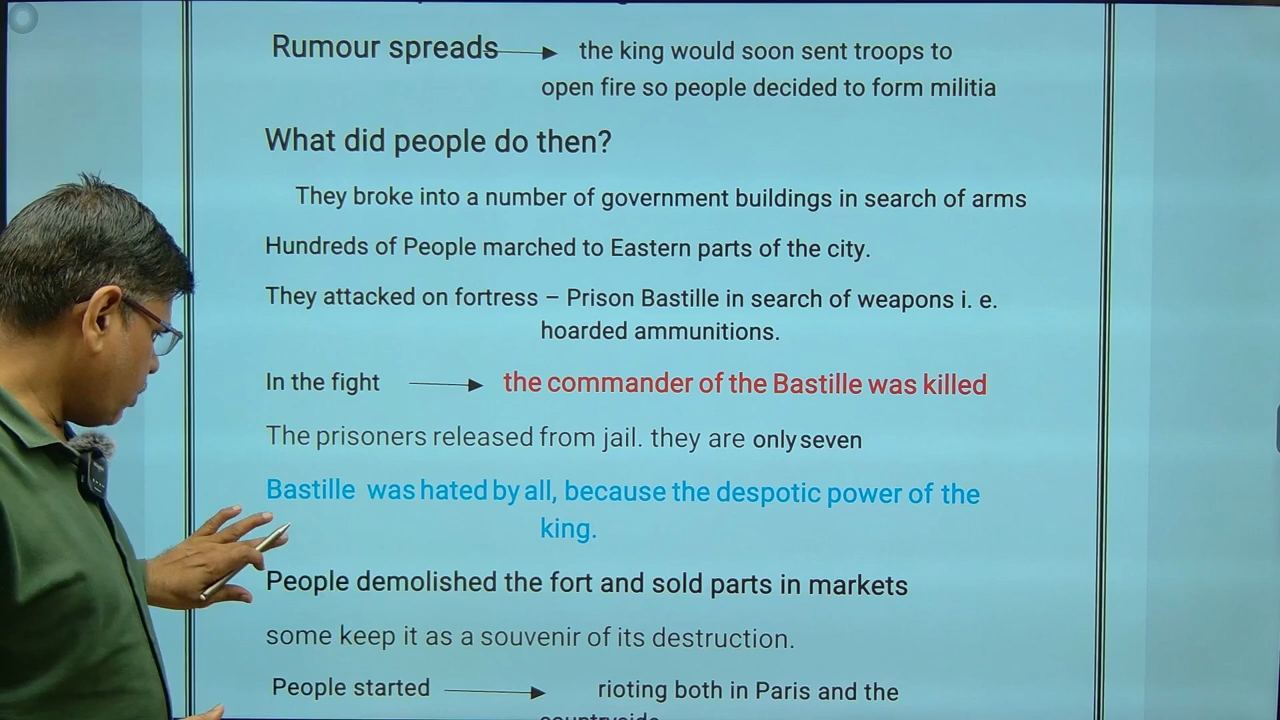 Rumour spreads the king would soon sent troops to
open fire so people decided to form militia
What did people do then?
They broke into a number of government buildings in search of arms
Hundreds of People marched to Eastern parts of the city.
They attacked on fortress – Prison Bastille in search of weapons i. e.
hoarded ammunitions.
In the fight the commander of the Bastille was killed
The prisoners released from jail. they are only seven
Bastille was hated by all, because the despotic power of the
king.
People demolished the fort and sold parts in markets
some keep it as a souvenir of its destruction.
People started rioting both in Paris and the